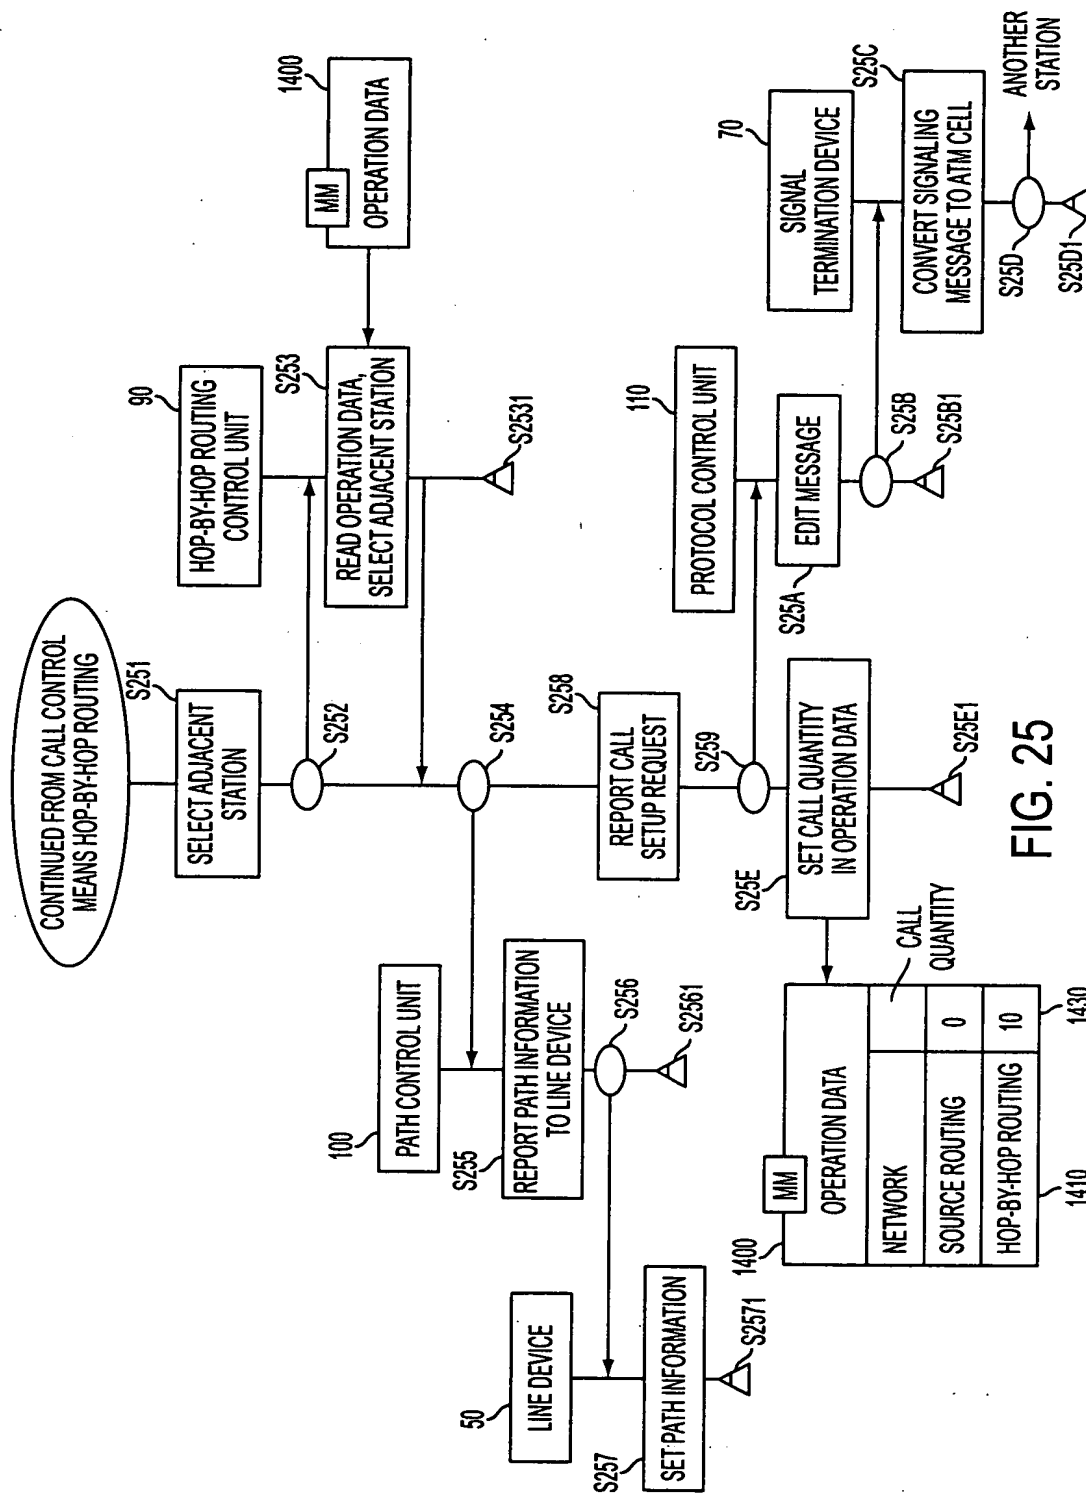 CONTINUED FROM CALL CONTROL
MEANS HOP-BY-HOP ROUTING
S251
SELECT ADJACENT
STATION
S252
90
HOP-BY-HOP ROUTING
CONTROL UNIT
S253
READ OPERATION DATA,
SELECT ADJACENT STATION
S2531
1400
MM
OPERATION DATA
S254
100
PATH CONTROL UNIT
S255
REPORT PATH INFORMATION
TO LINE DEVICE
S256
S2561
50
LINE DEVICE
S257
SET PATH INFORMATION
S2571
S258
REPORT CALL
SETUP REQUEST
S259
110
PROTOCOL CONTROL UNIT
S25A
EDIT MESSAGE
S25B
S25B1
70
SIGNAL
TERMINATION DEVICE
S25C
CONVERT SIGNALING
MESSAGE TO ATM CELL
S25D
ANOTHER
STATION
S25D1
S25E
SET CALL QUANTITY
IN OPERATION DATA
S25E1
1400
MM
OPERATION DATA
CALL
QUANTITY
NETWORK
SOURCE ROUTING 0
HOP-BY-HOP ROUTING 10
1410
1430
FIG. 25